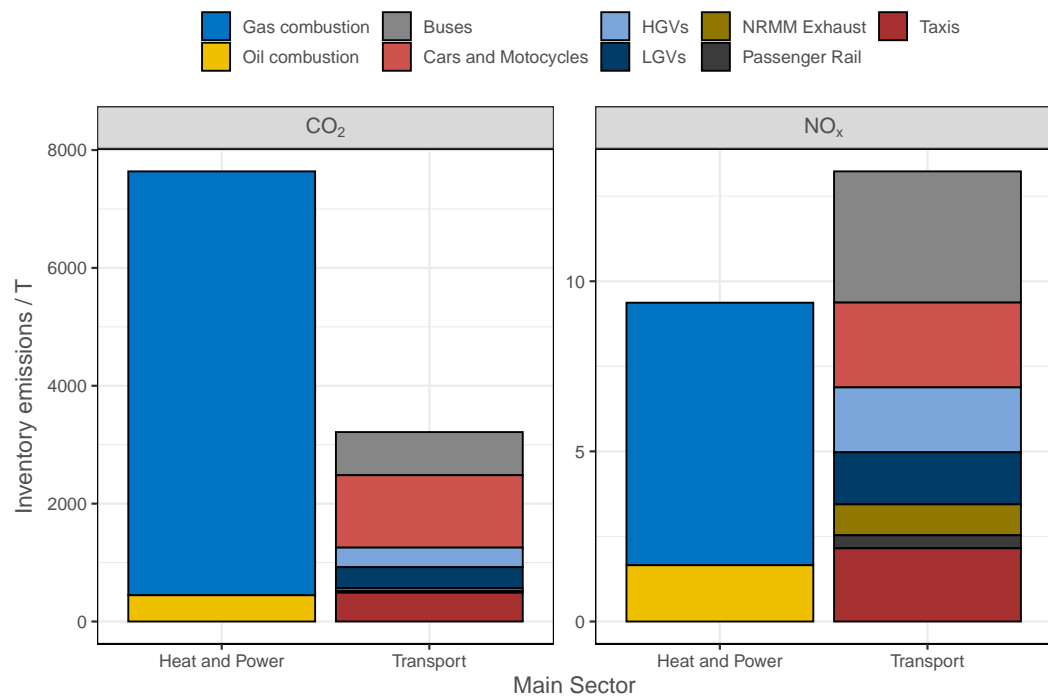 Gas combustion Buses HGVs NRMM Exhaust Taxis
Oil combustion Cars and Motocycles LGVs Passenger Rail
CO₂ NOₓ
8000
6000
4000
2000
0
10
5
0
Inventory emissions / T
Heat and Power Transport Heat and Power Transport
Main Sector